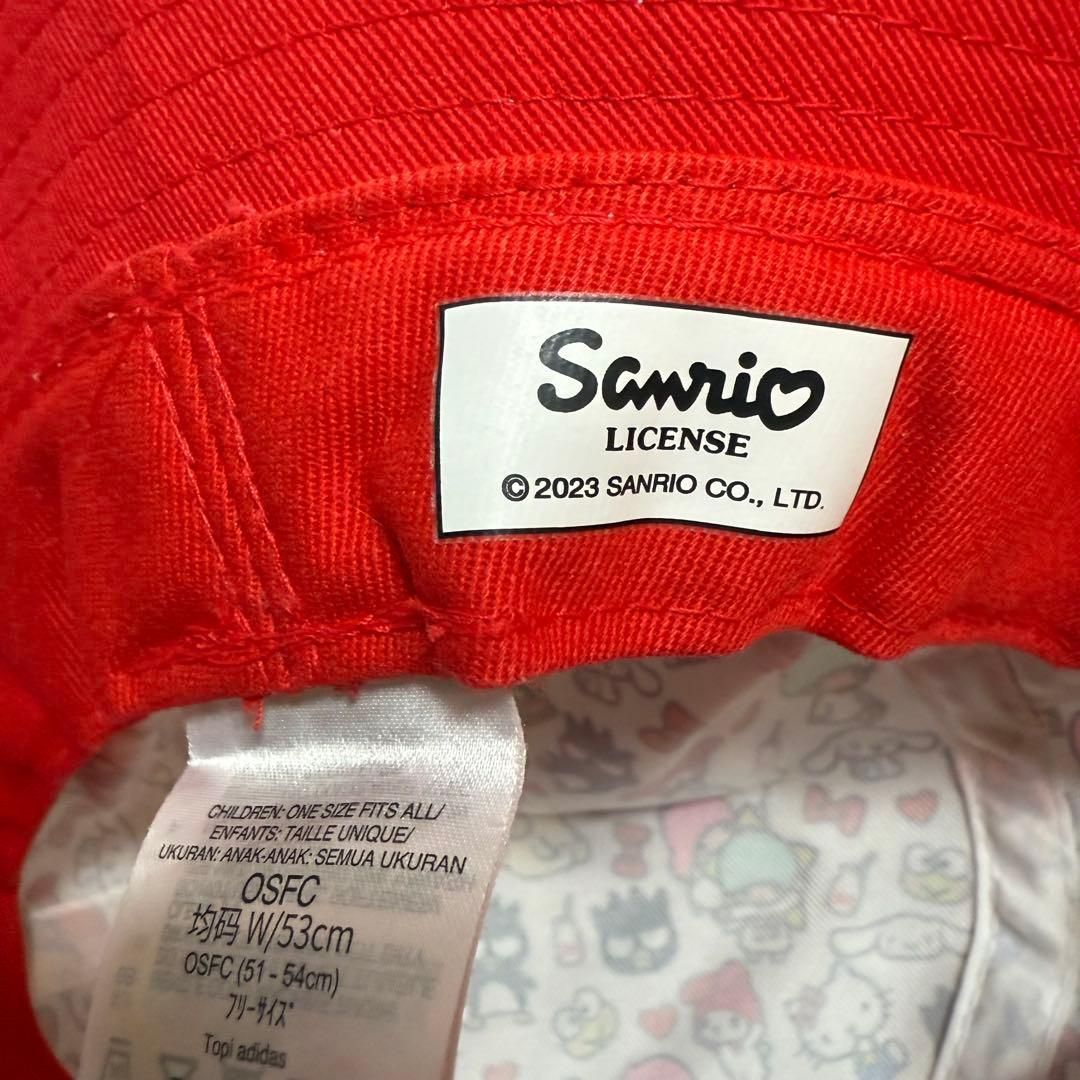 Sanrio
LICENSE
© 2023 SANRIO CO., LTD.
CHILDREN: ONE SIZE FITS ALL/
ENFANTS: TAILLE UNIQUE/
UKURAN: ANAK-ANAK: SEMUA UKURAN
OSFC
均码 W/53cm
OSFC (51 - 54cm)
フリーサイズ
Topi adidas